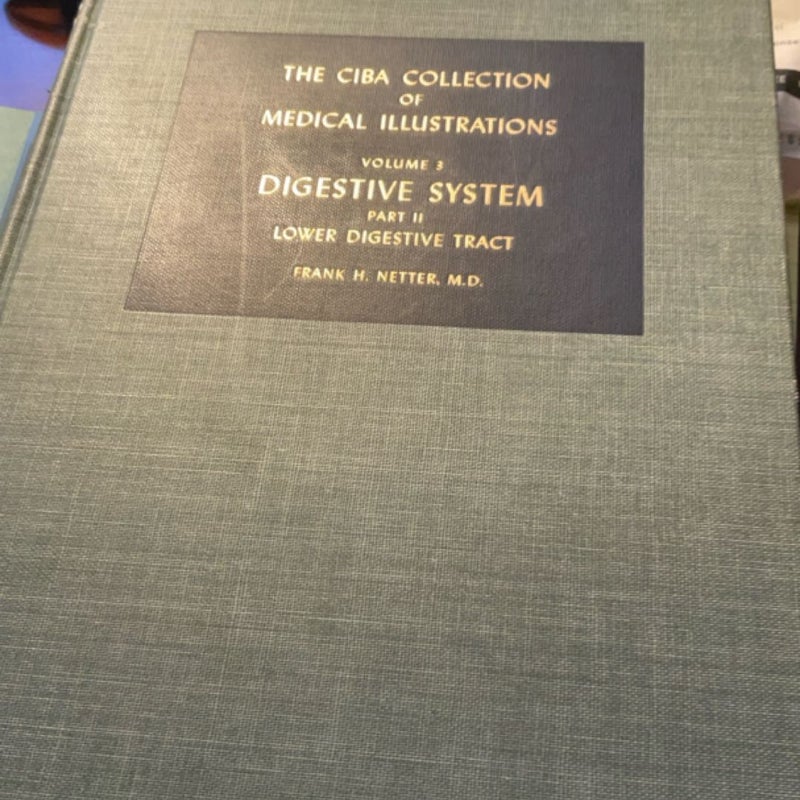 THE CIBA COLLECTION
OF
MEDICAL ILLUSTRATIONS
VOLUME 3
DIGESTIVE SYSTEM
PART II
LOWER DIGESTIVE TRACT
FRANK H. NETTER, M.D.